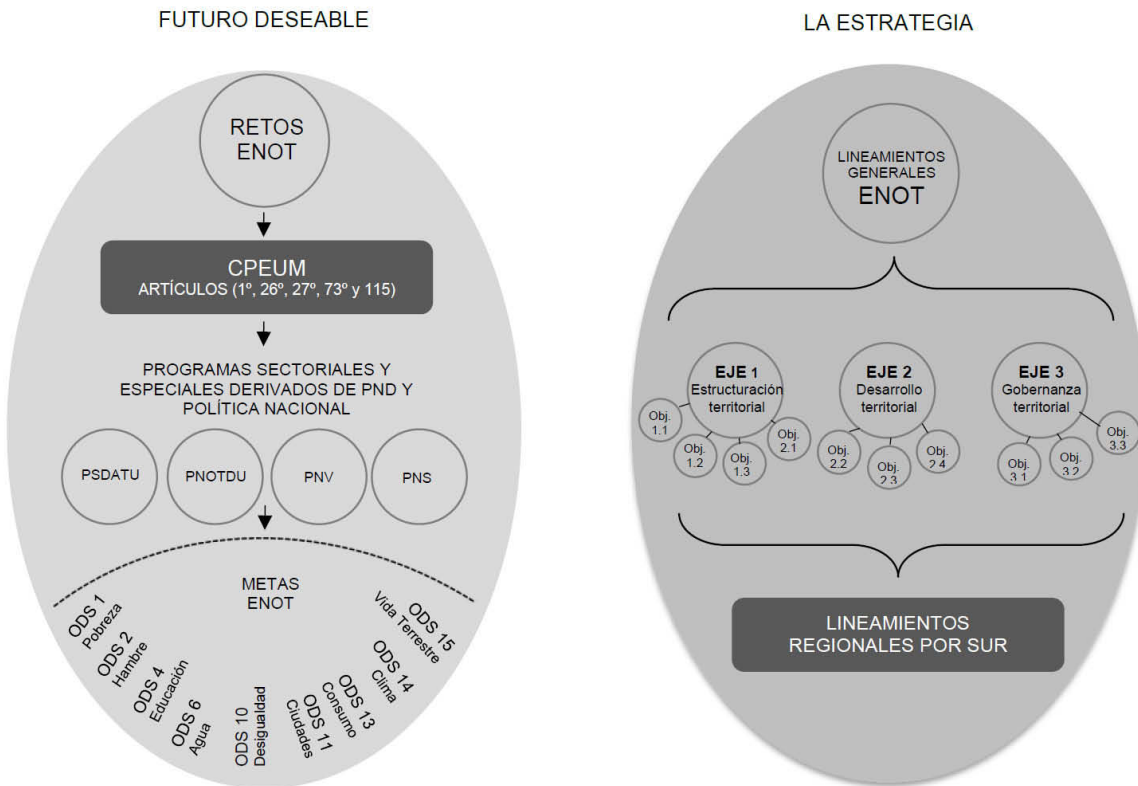 FUTURO DESEABLE
RETOS
ENOT
CPEUM
ARTÍCULOS (1º, 26º, 27º, 73º y 115)
PROGRAMAS SECTORIALES Y
ESPECIALES DERIVADOS DE PND Y
POLÍTICA NACIONAL
PSDATU
PNOTDU
PNV
PNS
METAS
ENOT
ODS 1
Pobreza
ODS 2
Hambre
ODS 4
Educación
ODS 6
Agua
ODS 10
Desigualdad
ODS 11
Ciudades
ODS 13
Consumo
ODS 14
Clima
ODS 15
Vida Terrestre
LA ESTRATEGIA
LINEAMIENTOS
GENERALES
ENOT
EJE 1
Estructuración
territorial
Obj.
1.1
Obj.
1.2
Obj.
1.3
Obj.
2.1
EJE 2
Desarrollo
territorial
Obj.
2.2
Obj.
2.3
Obj.
2.4
EJE 3
Gobernanza
territorial
Obj.
3.1
Obj.
3.2
Obj.
3.3
LINEAMIENTOS
REGIONALES POR SUR